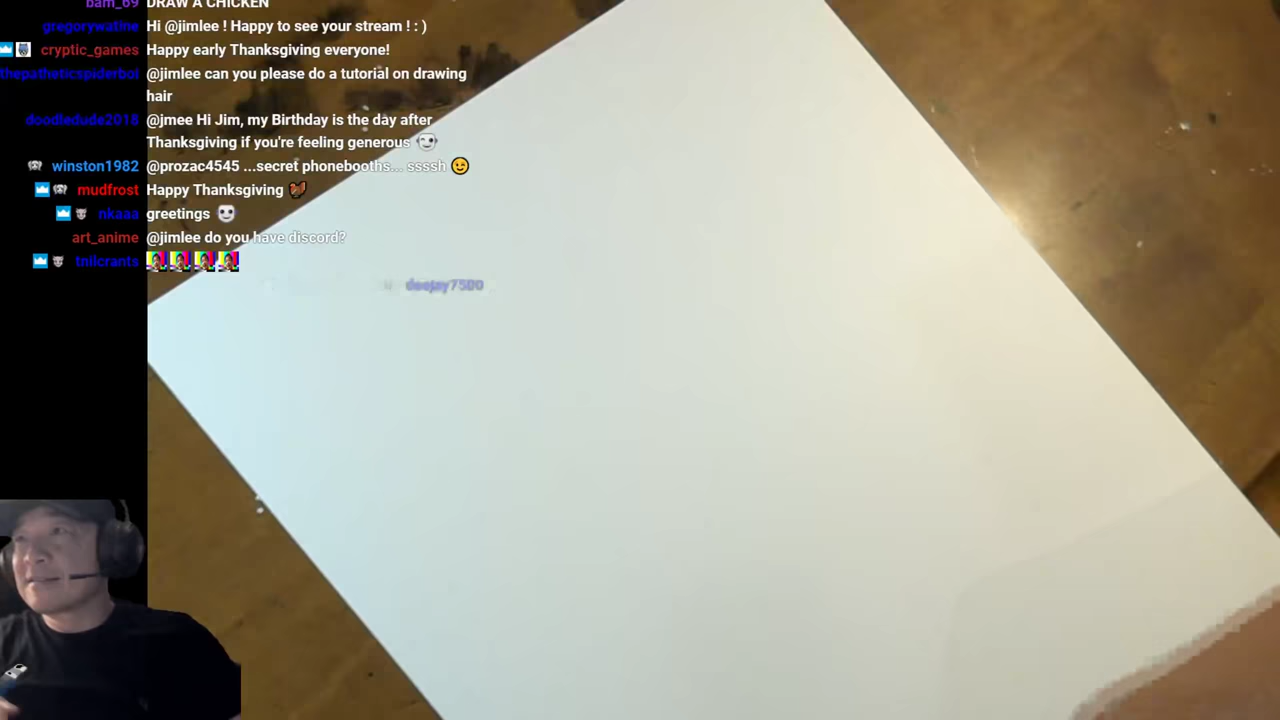 bam_69 DRAW A CHICKEN
gregorywatine Hi @jimlee ! Happy to see your stream ! : )
cryptic_games Happy early Thanksgiving everyone!
thepatheticspiderbot @jimlee can you please do a tutorial on drawing
hair
doodledude2018 @jmee Hi Jim, my Birthday is the day after
Thanksgiving if you're feeling generous
winston1982 @prozac4545 ...secret phonebooths... ssssh 😉
mudfrost Happy Thanksgiving
nkaaa greetings
art_anime @jimlee do you have discord?
tnilcrants
deejay7500